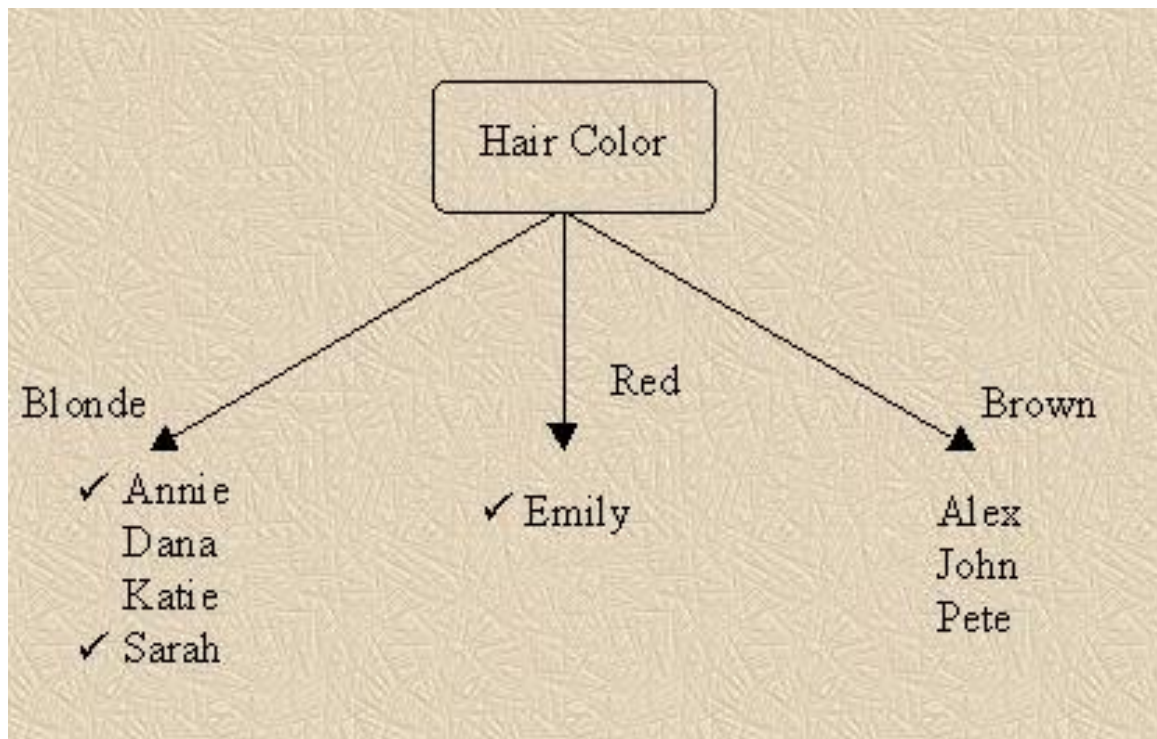 Hair Color
Blonde
Red
Brown
✓ Annie
Dana
Katie
✓ Sarah
✓ Emily
Alex
John
Pete